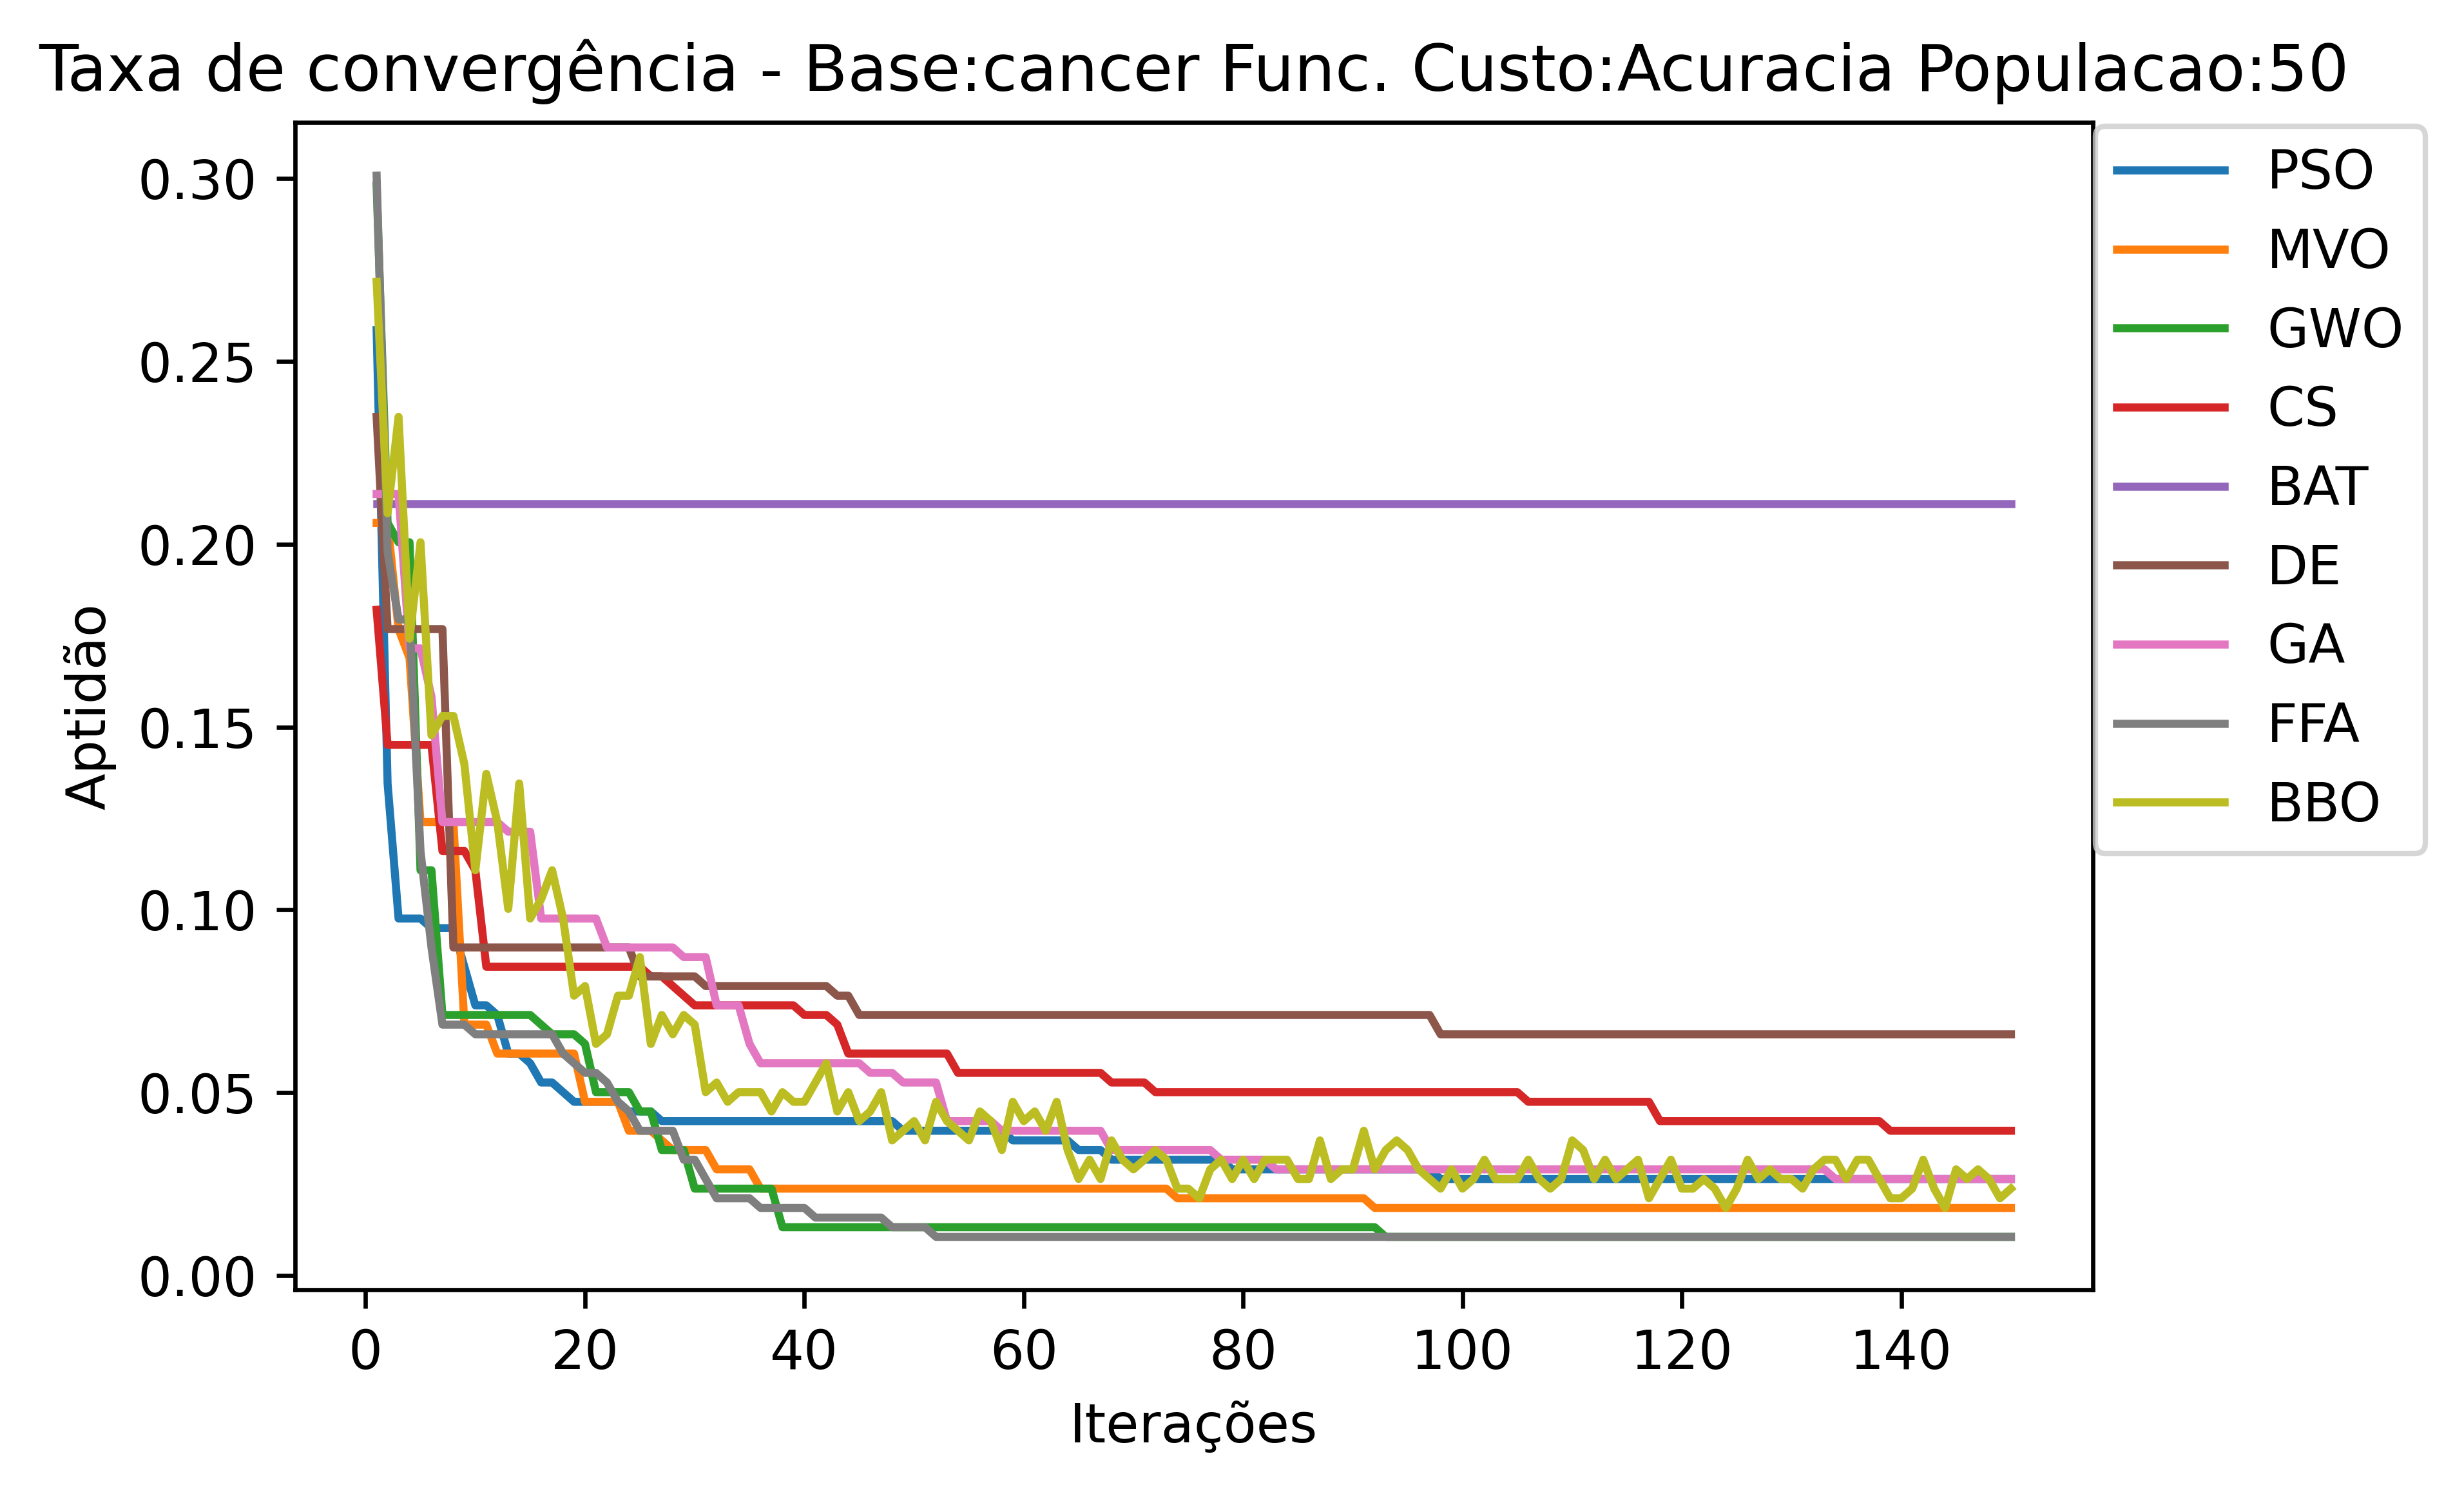 Taxa de convergência - Base:cancer Func. Custo:Acuracia Populacao:50
0.30
0.25
0.20
0.15
0.10
0.05
0.00
Aptidão
0 20 40 60 80 100 120 140
Iterações
PSO
MVO
GWO
CS
BAT
DE
GA
FFA
BBO